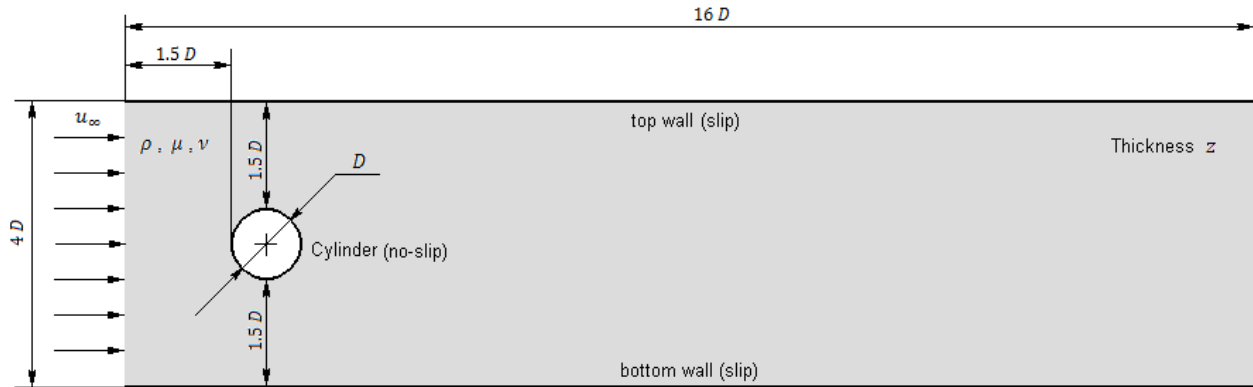 16 D
1.5 D
u∞
top wall (slip)
ρ , μ , ν
Thickness z
1.5 D
D
4 D
Cylinder (no-slip)
1.5 D
bottom wall (slip)